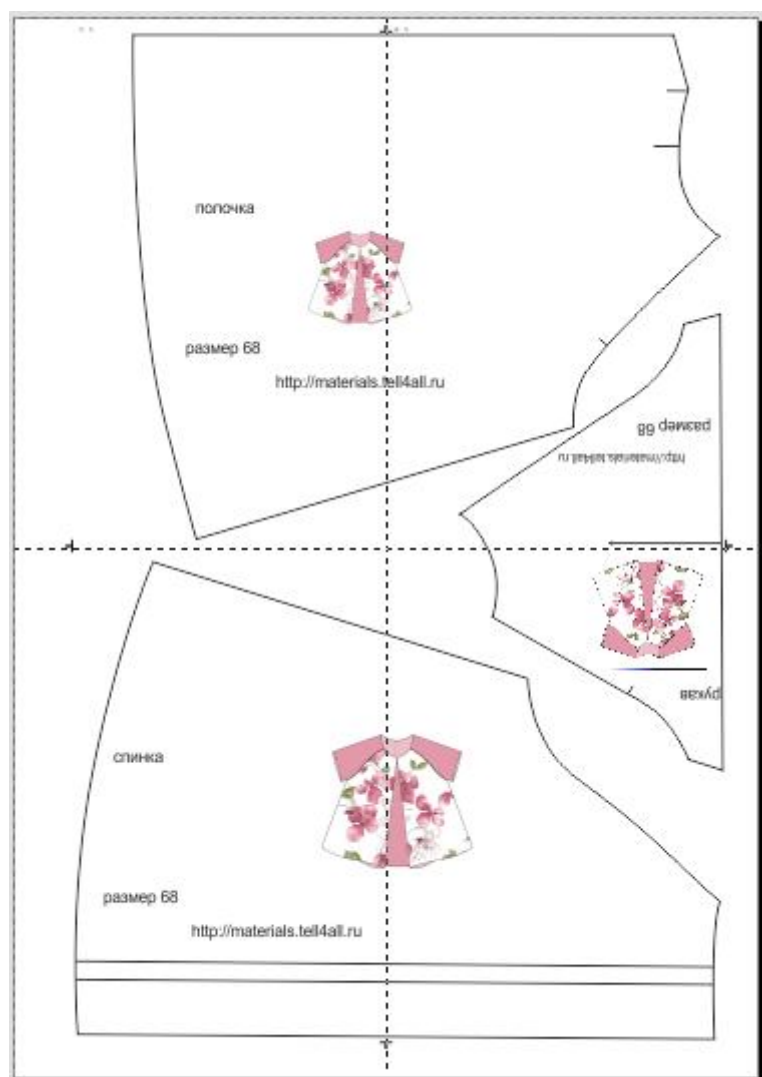 полочка
размер 68
http://materials.tell4all.ru
размер 68
http://materials.tell4all.ru
рукав
спинка
размер 68
http://materials.tell4all.ru